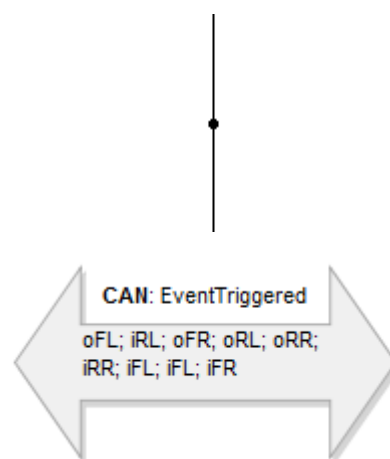 CAN: EventTriggered
oFL; iRL; oFR; oRL; oRR;
iRR; iFL; iFL; iFR